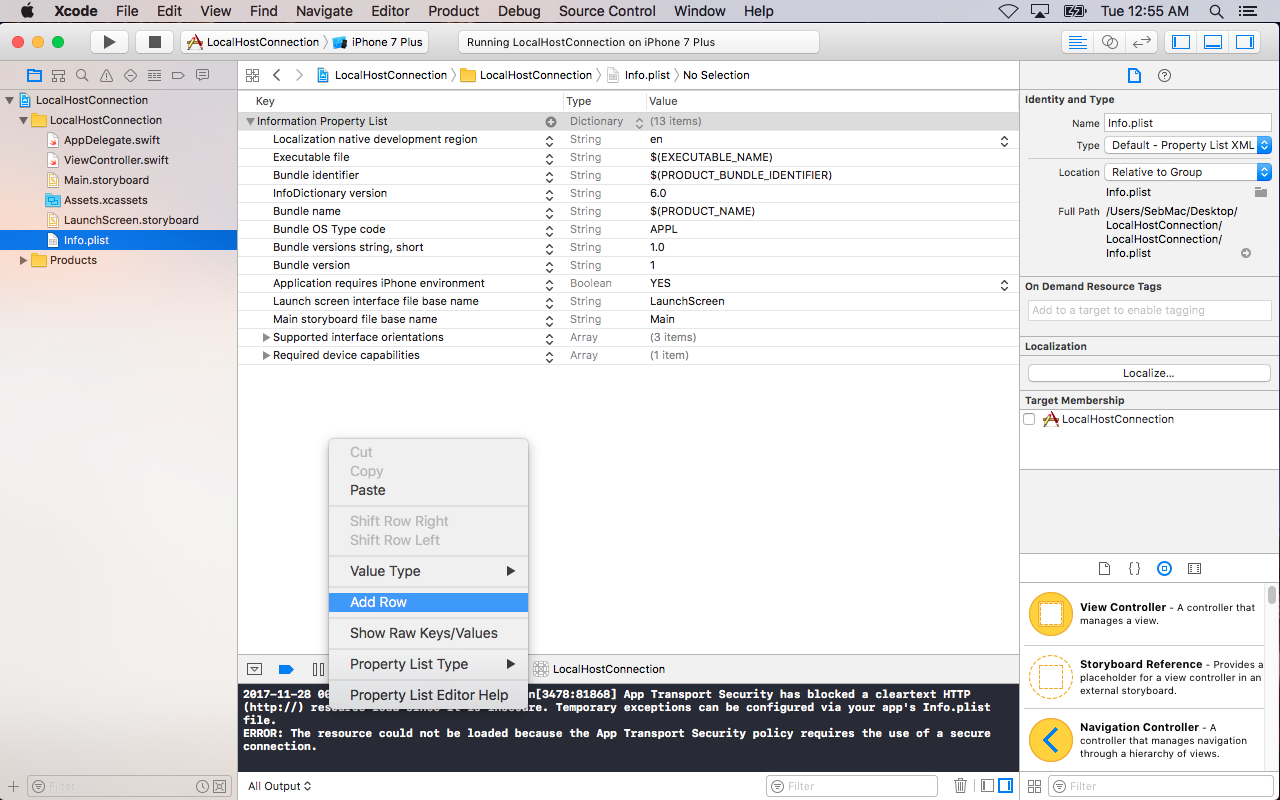 Xcode File Edit View Find Navigate Editor Product Debug Source Control Window Help Tue 12:55 AM
LocalHostConnection iPhone 7 Plus
Running LocalHostConnection on iPhone 7 Plus
LocalHostConnection LocalHostConnection Info.plist No Selection
LocalHostConnection
LocalHostConnection
AppDelegate.swift
ViewController.swift
Main.storyboard
Assets.xcassets
LaunchScreen.storyboard
Info.plist
Products
Filter
Key Type Value
Information Property List Dictionary (13 items)
Localization native development region String en
Executable file String $(EXECUTABLE_NAME)
Bundle identifier String $(PRODUCT_BUNDLE_IDENTIFIER)
InfoDictionary version String 6.0
Bundle name String $(PRODUCT_NAME)
Bundle OS Type code String APPL
Bundle versions string, short String 1.0
Bundle version String 1
Application requires iPhone environment Boolean YES
Launch screen interface file base name String LaunchScreen
Main storyboard file base name String Main
Supported interface orientations Array (3 items)
Required device capabilities Array (1 item)
Cut
Copy
Paste
Shift Row Right
Shift Row Left
Value Type
Add Row
Show Raw Keys/Values
Property List Type
Property List Editor Help
LocalHostConnection
2017-11-28 [3478:81868] App Transport Security has blocked a cleartext HTTP
(http://) since it is insecure. Temporary exceptions can be configured via your app's Info.plist
file.
ERROR: The resource could not be loaded because the App Transport Security policy requires the use of a secure
connection.
All Output
Filter
Identity and Type
Name Info.plist
Type Default - Property List XML
Location Relative to Group
Info.plist
Full Path /Users/SebMac/Desktop/
LocalHostConnection/
LocalHostConnection/
Info.plist
On Demand Resource Tags
Add to a target to enable tagging
Localization
Localize...
Target Membership
LocalHostConnection
{}
View Controller - A controller that
manages a view.
Storyboard Reference - Provides a
placeholder for a view controller in an
external storyboard.
Navigation Controller - A
controller that manages navigation
through a hierarchy of views.
Filter